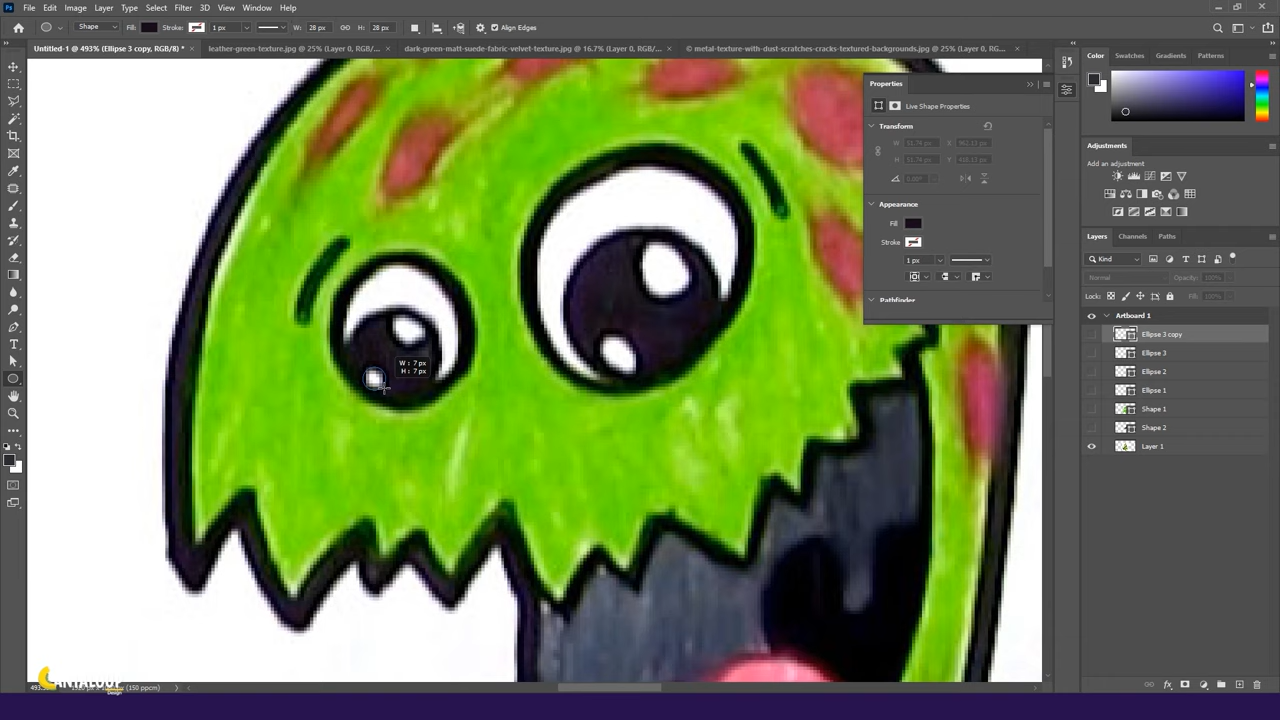 Ps File Edit Image Layer Type Select Filter 3D View Window Help
Shape Fill: Stroke: 1 px W: 28 px H: 28 px Align Edges
Untitled-1 @ 493% (Ellipse 3 copy, RGB/8) * × leather-green-texture.jpg @ 25% (Layer 0, RGB/8#) × dark-green-matt-suede-fabric-velvet-texture.jpg @ 16.7% (Layer 0, RGB/8#) × © metal-texture-with-dust-scratches-cracks-textured-backgrounds.jpg @ 25% (Layer 0, RG... ×
Properties
Live Shape Properties
Transform
W
X
H
Y
Appearance
Fill
Stroke
1 px
Pathfinder
W: 7 px
H: 7 px
Color Swatches Gradients Patterns
Adjustments
Add an adjustment
Layers Channels Paths
Kind
Normal Opacity: 100%
Lock: Fill: 100%
Artboard 1
Ellipse 3 copy
Ellipse 3
Ellipse 2
Ellipse 1
Shape 1
Shape 2
Layer 1
CANTALOUP
Design
(150 ppcm)